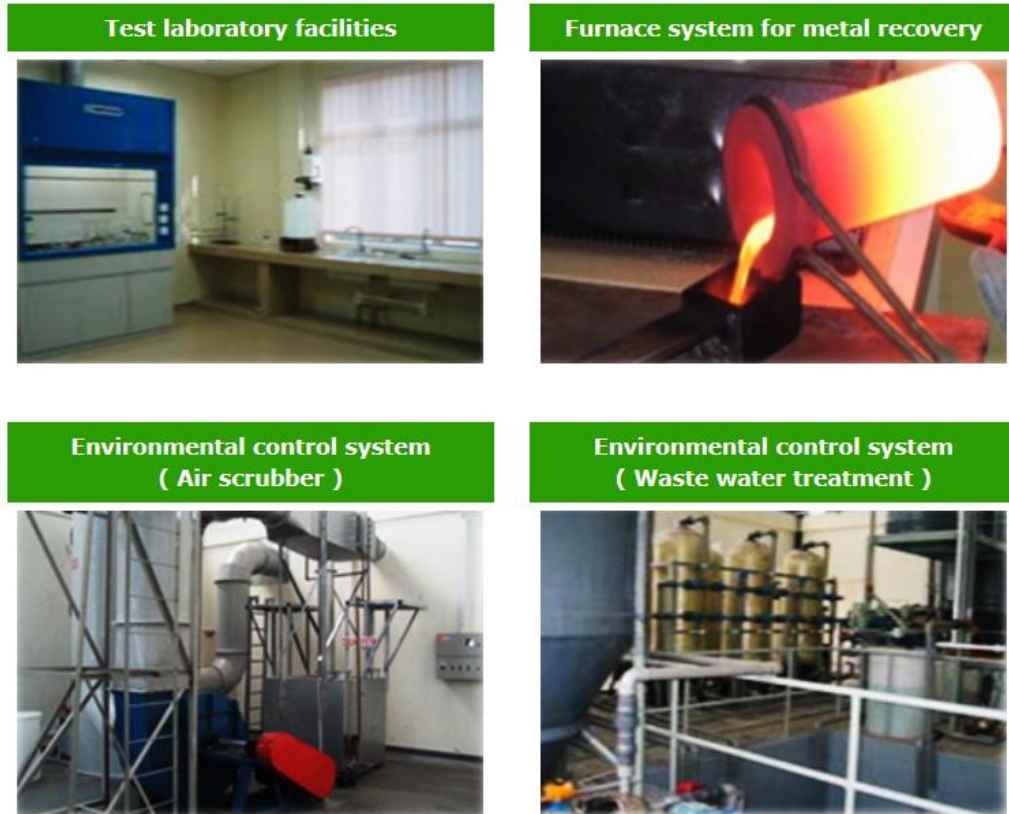 Test laboratory facilities
Furnace system for metal recovery
Environmental control system
( Air scrubber )
Environmental control system
( Waste water treatment )